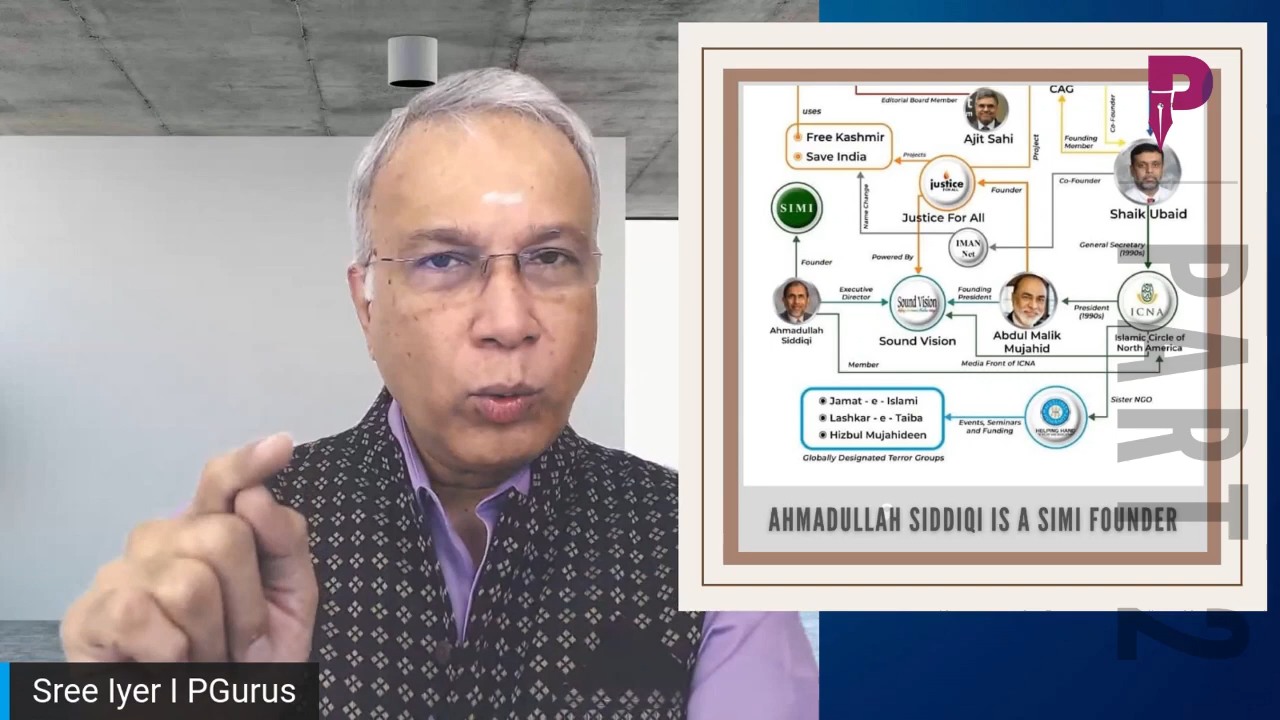 Sree Iyer l PGurus
CAG
Editorial Board Member
uses
Free Kashmir
Save India
Ajit Sahi
Projects
Project
Founding
Member
Co-Founder
Co-Founder
SIMI
Name Change
justice
FOR ALL
Founder
Justice For All
Shaik Ubaid
IMAN
Net
General Secretary
(1990s)
Founder
Powered By
Executive
Director
Sound Vision
Founding
President
President
(1990s)
ICNA
Ahmadullah
Siddiqi
Sound Vision
Abdul Malik
Mujahid
Islamic Circle of
North America
Member
Media Front of ICNA
Jamat - e - Islami
Lashkar - e - Taiba
Hizbul Mujahideen
Events, Seminars
and Funding
HELPING HAND
Sister NGO
Globally Designated Terror Groups
AHMADULLAH SIDDIQI IS A SIMI FOUNDER
P
PART 2